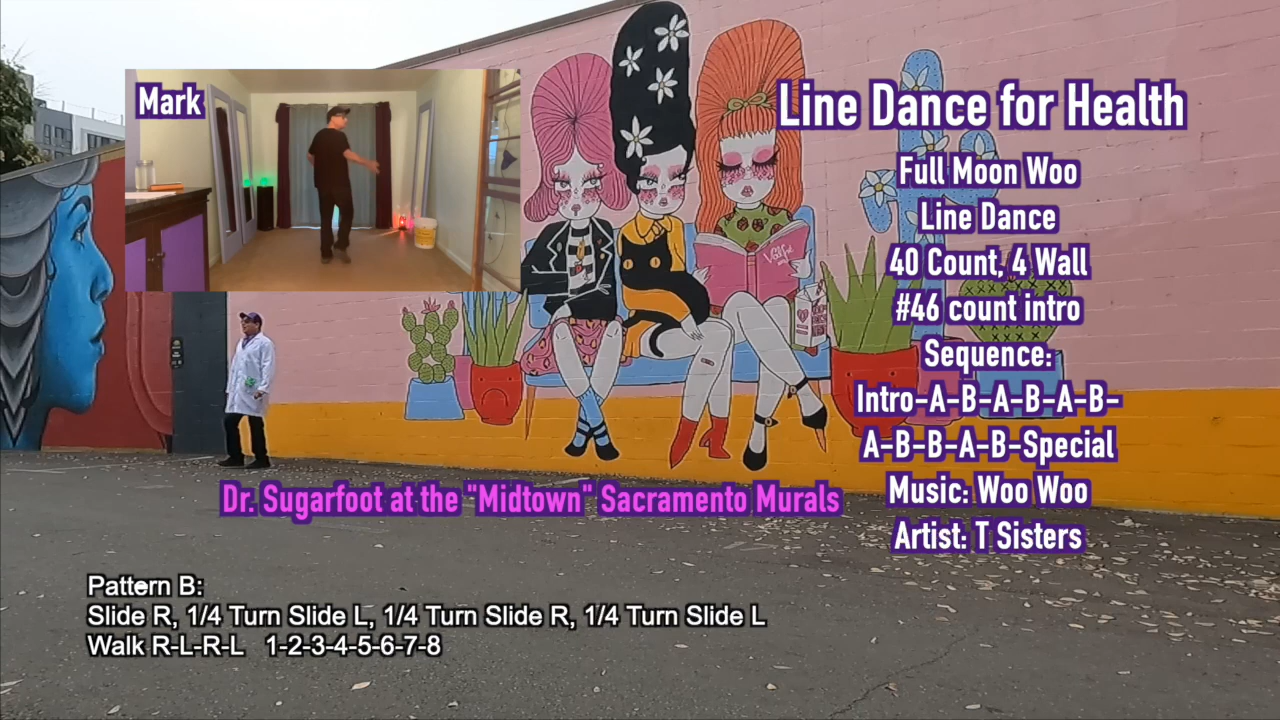 Mark
Line Dance for Health
Full Moon Woo
Line Dance
40 Count, 4 Wall
#46 count intro
Sequence:
Intro-A-B-A-B-A-B-
A-B-B-A-B-Special
Music: Woo Woo
Artist: T Sisters
Dr. Sugarfoot at the "Midtown" Sacramento Murals
Pattern B:
Slide R, 1/4 Turn Slide L, 1/4 Turn Slide R, 1/4 Turn Slide L
Walk R-L-R-L 1-2-3-4-5-6-7-8